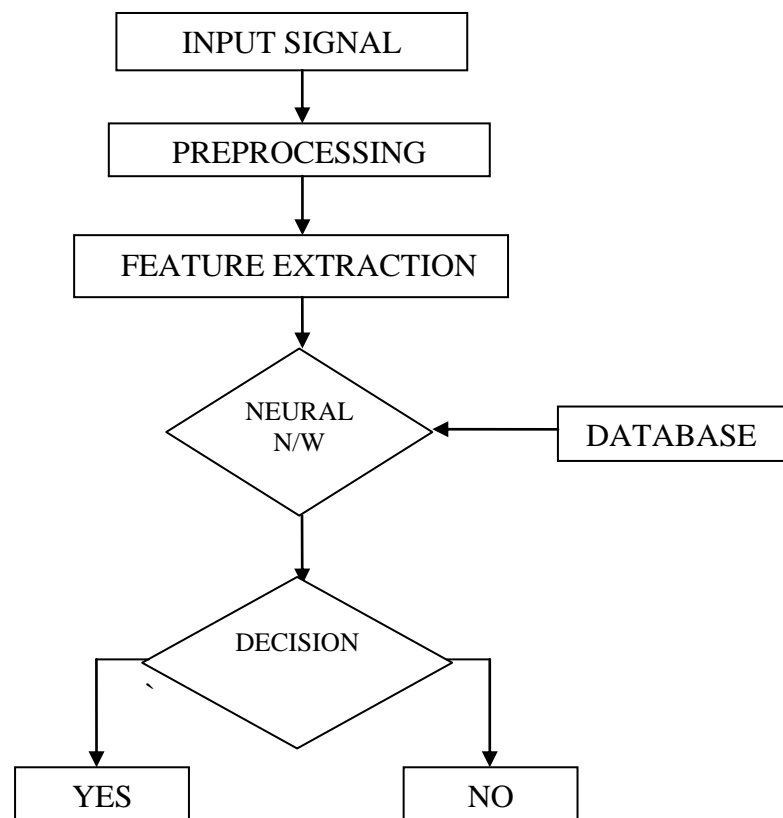 INPUT SIGNAL
PREPROCESSING
FEATURE EXTRACTION
NEURAL
N/W
DATABASE
DECISION
`
YES
NO